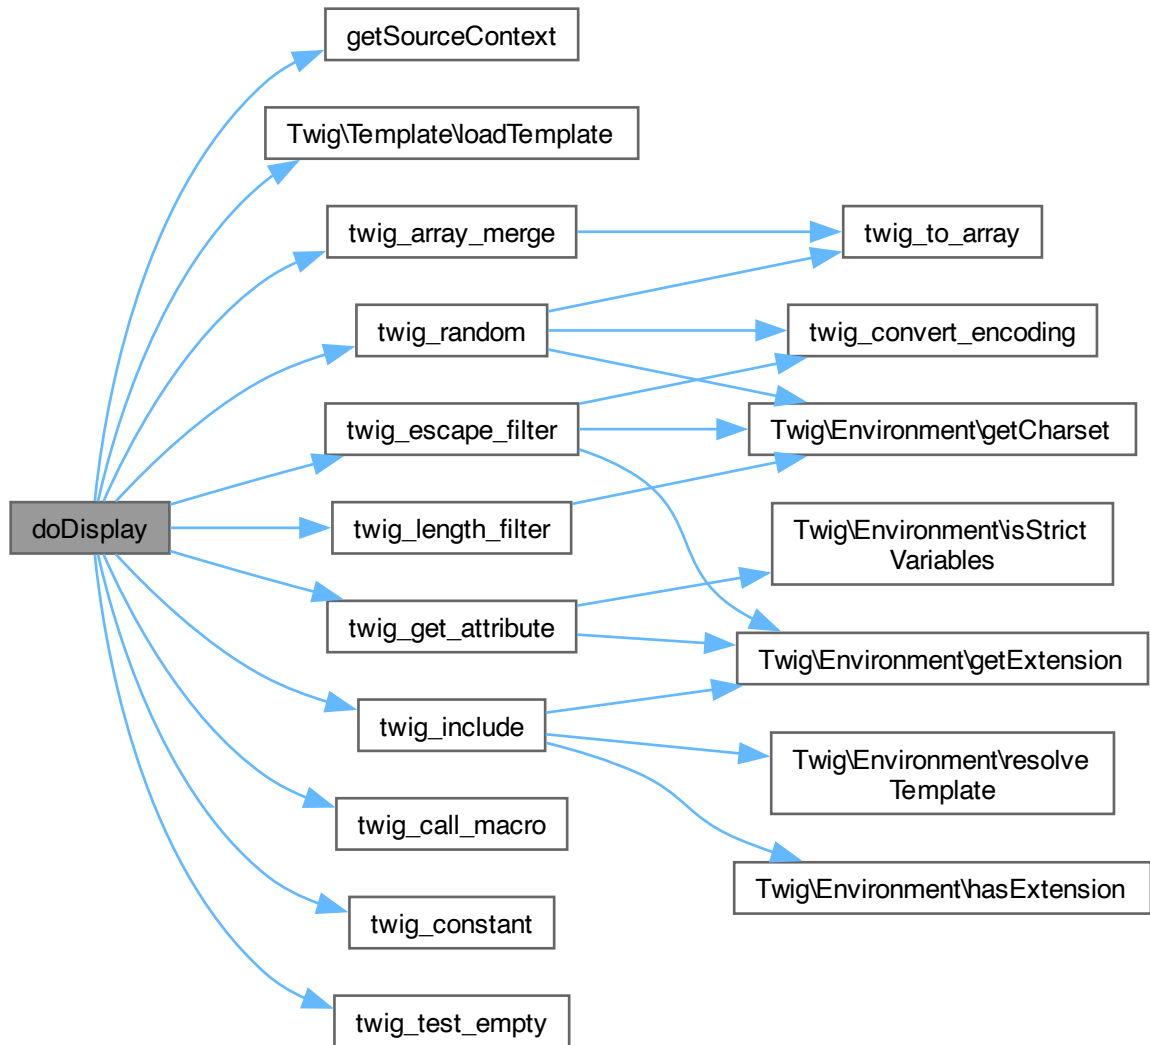 getSourceContext
Twig\Template\loadTemplate
twig_array_merge
twig_to_array
twig_random
twig_convert_encoding
twig_escape_filter
Twig\Environment\getCharset
doDisplay
twig_length_filter
Twig\Environment\isStrict
Variables
twig_get_attribute
Twig\Environment\getExtension
twig_include
Twig\Environment\resolve
Template
twig_call_macro
Twig\Environment\hasExtension
twig_constant
twig_test_empty